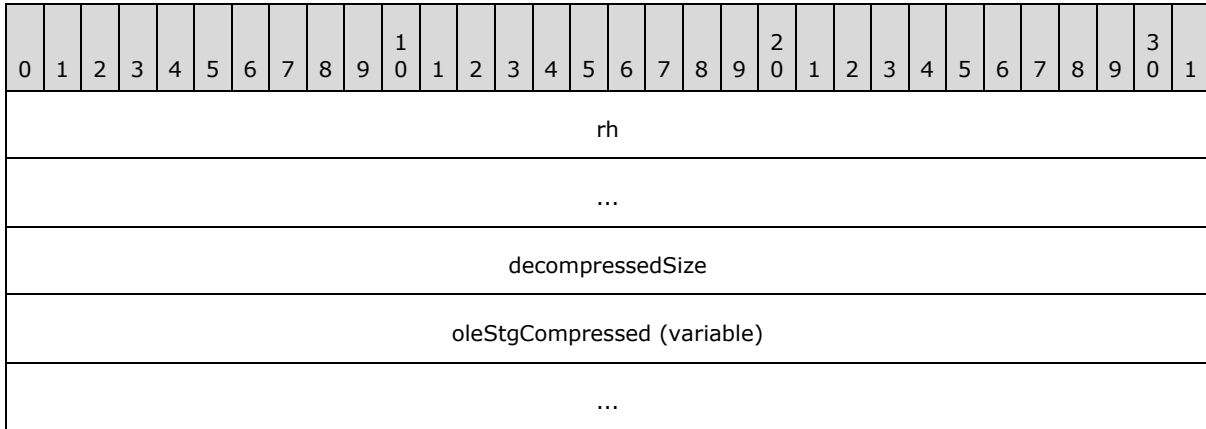 1 2 3
0 1 2 3 4 5 6 7 8 9 0 1 2 3 4 5 6 7 8 9 0 1 2 3 4 5 6 7 8 9 0 1
rh
...
decompressedSize
oleStgCompressed (variable)
...